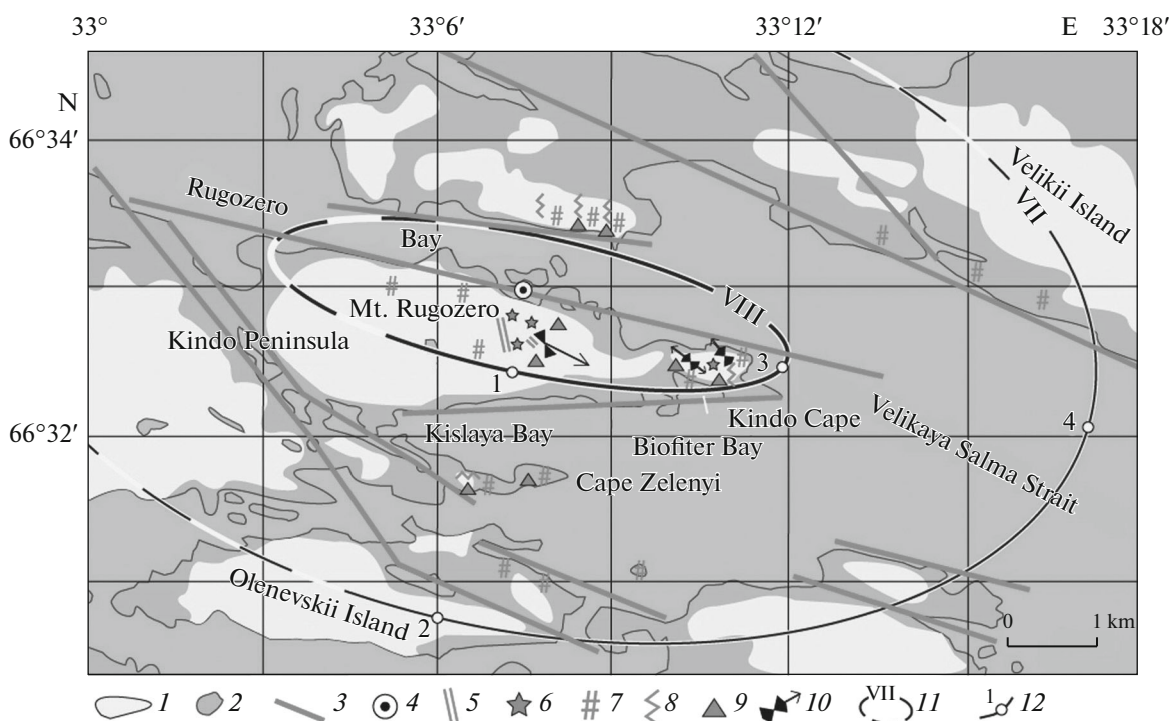 33° 33°6′ 33°12′ E 33°18′
N
66°34′
Velikii Island
VII
Rugozero
Bay
VIII
Mt. Rugozero
Kindo Peninsula
3
1
Kindo Cape
4
66°32′
Kislaya Bay
Biofiter Bay
Velikaya Salma Strait
Cape Zelenyi
Olenevskii Island
2
0 1 km
1 2 3 4 5 6 7 8 9 10 VII 11 1 12